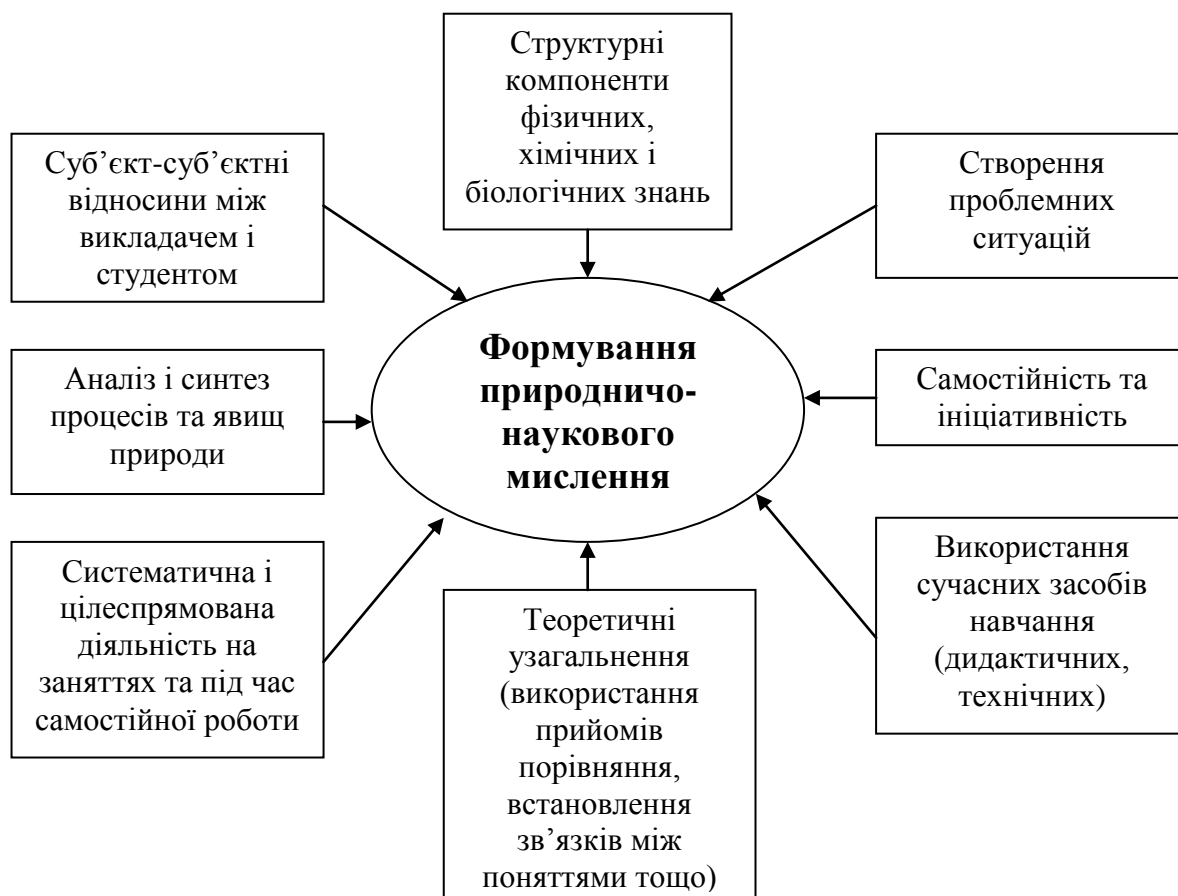 Структурні
компоненти
фізичних,
хімічних і
біологічних знань
Суб’єкт-суб’єктні
відносини між
викладачем і
студентом
Створення
проблемних
ситуацій
Формування
природничо-
наукового
мислення
Аналіз і синтез
процесів та явищ
природи
Самостійність та
ініціативність
Систематична і
цілеспрямована
діяльність на
заняттях та під час
самостійної роботи
Теоретичні
узагальнення
(використання
прийомів
порівняння,
встановлення
зв’язків між
поняттями тощо)
Використання
сучасних засобів
навчання
(дидактичних,
технічних)